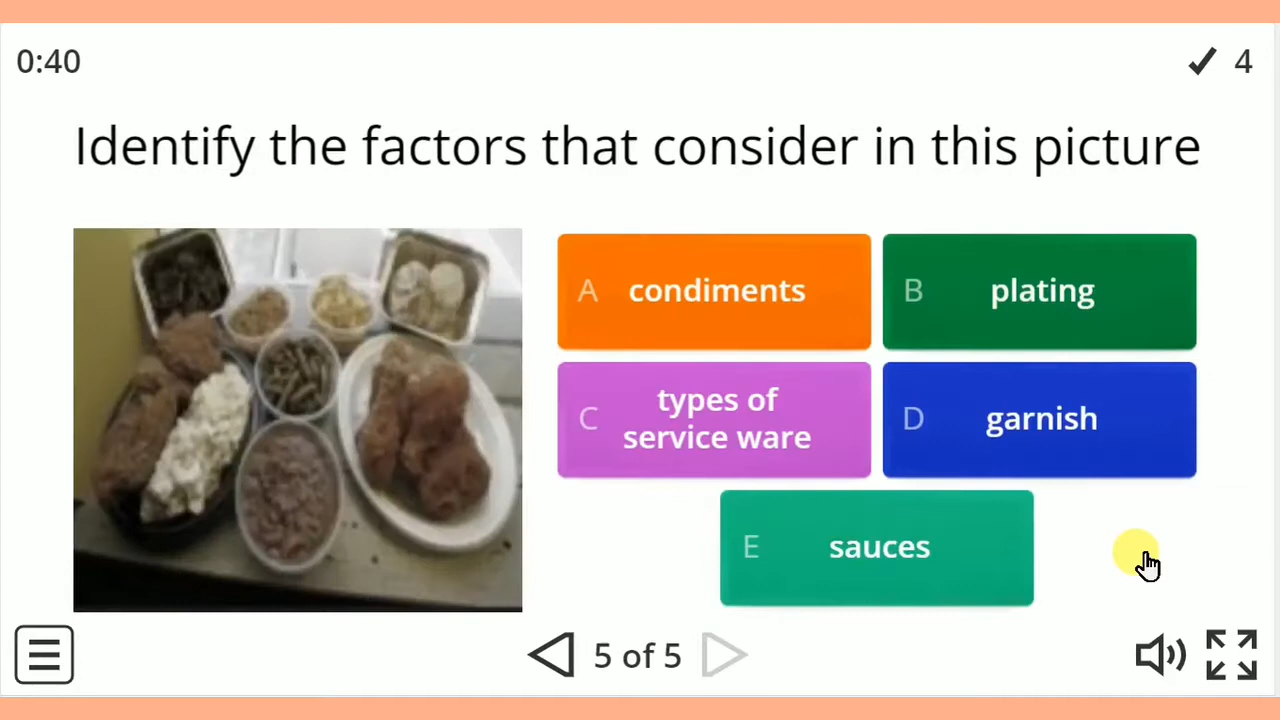 0:40
4
Identify the factors that consider in this picture
A condiments
B plating
C types of
service ware
D garnish
E sauces
5 of 5